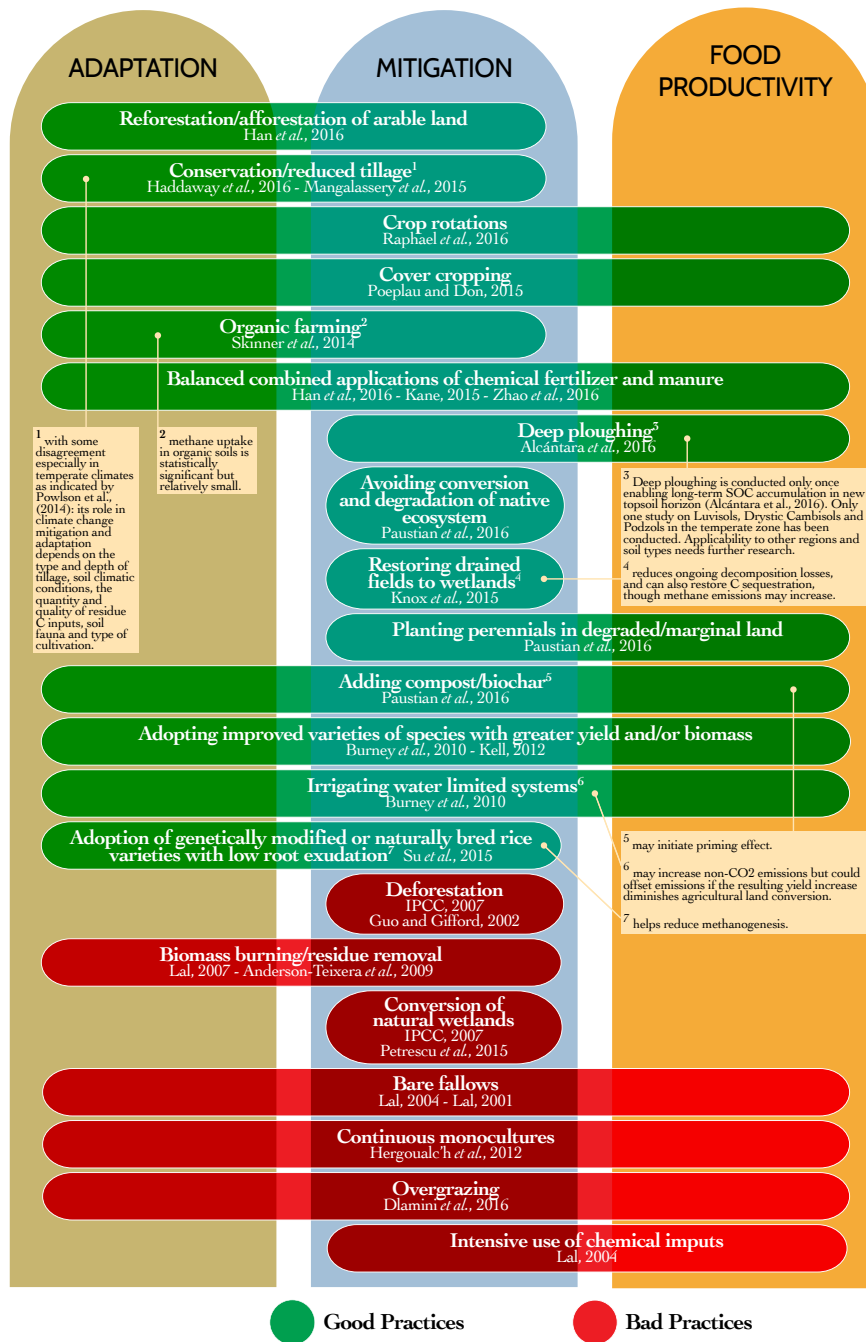 ADAPTATION
MITIGATION
FOOD
PRODUCTIVITY
Reforestation/afforestation of arable land
Han et al., 2016
Conservation/reduced tillage1
Haddaway et al., 2016 - Mangalassery et al., 2015
Crop rotations
Raphael et al., 2016
Cover cropping
Poeplau and Don, 2015
Organic farming2
Skinner et al., 2014
Balanced combined applications of chemical fertilizer and manure
Han et al., 2016 - Kane, 2015 - Zhao et al., 2016
Deep ploughing3
Alcántara et al., 2016
1 with some
disagreement
especially in
temperate climates
as indicated by
Powlson et al.,
(2014): its role in
climate change
mitigation and
adaptation
depends on the
type and depth of
tillage, soil climatic
conditions, the
quantity and
quality of residue
C inputs, soil
fauna and type of
cultivation.
2 methane uptake
in organic soils is
statistically
significant but
relatively small.
Avoiding conversion
and degradation of native
ecosystem
Paustian et al., 2016
3 Deep ploughing is conducted only once
enabling long-term SOC accumulation in new
topsoil horizon (Alcántara et al., 2016). Only
one study on Luvisols, Drystic Cambisols and
Podzols in the temperate zone has been
conducted. Applicability to other regions and
soil types needs further research.
4 reduces ongoing decomposition losses,
and can also restore C sequestration,
though methane emissions may increase.
Restoring drained
fields to wetlands4
Knox et al., 2015
Planting perennials in degraded/marginal land
Paustian et al., 2016
Adding compost/biochar5
Paustian et al., 2016
Adopting improved varieties of species with greater yield and/or biomass
Burney et al., 2010 - Kell, 2012
Irrigating water limited systems6
Burney et al., 2010
Adoption of genetically modified or naturally bred rice
varieties with low root exudation7 Su et al., 2015
5 may initiate priming effect.
6 may increase non-CO2 emissions but could
offset emissions if the resulting yield increase
diminishes agricultural land conversion.
7 helps reduce methanogenesis.
Deforestation
IPCC, 2007
Guo and Gifford, 2002
Biomass burning/residue removal
Lal, 2007 - Anderson-Teixera et al., 2009
Conversion of
natural wetlands
IPCC, 2007
Petrescu et al., 2015
Bare fallows
Lal, 2004 - Lal, 2001
Continuous monocultures
Hergoualc'h et al., 2012
Overgrazing
Dlamini et al., 2016
Intensive use of chemical imputs
Lal, 2004
Good Practices
Bad Practices